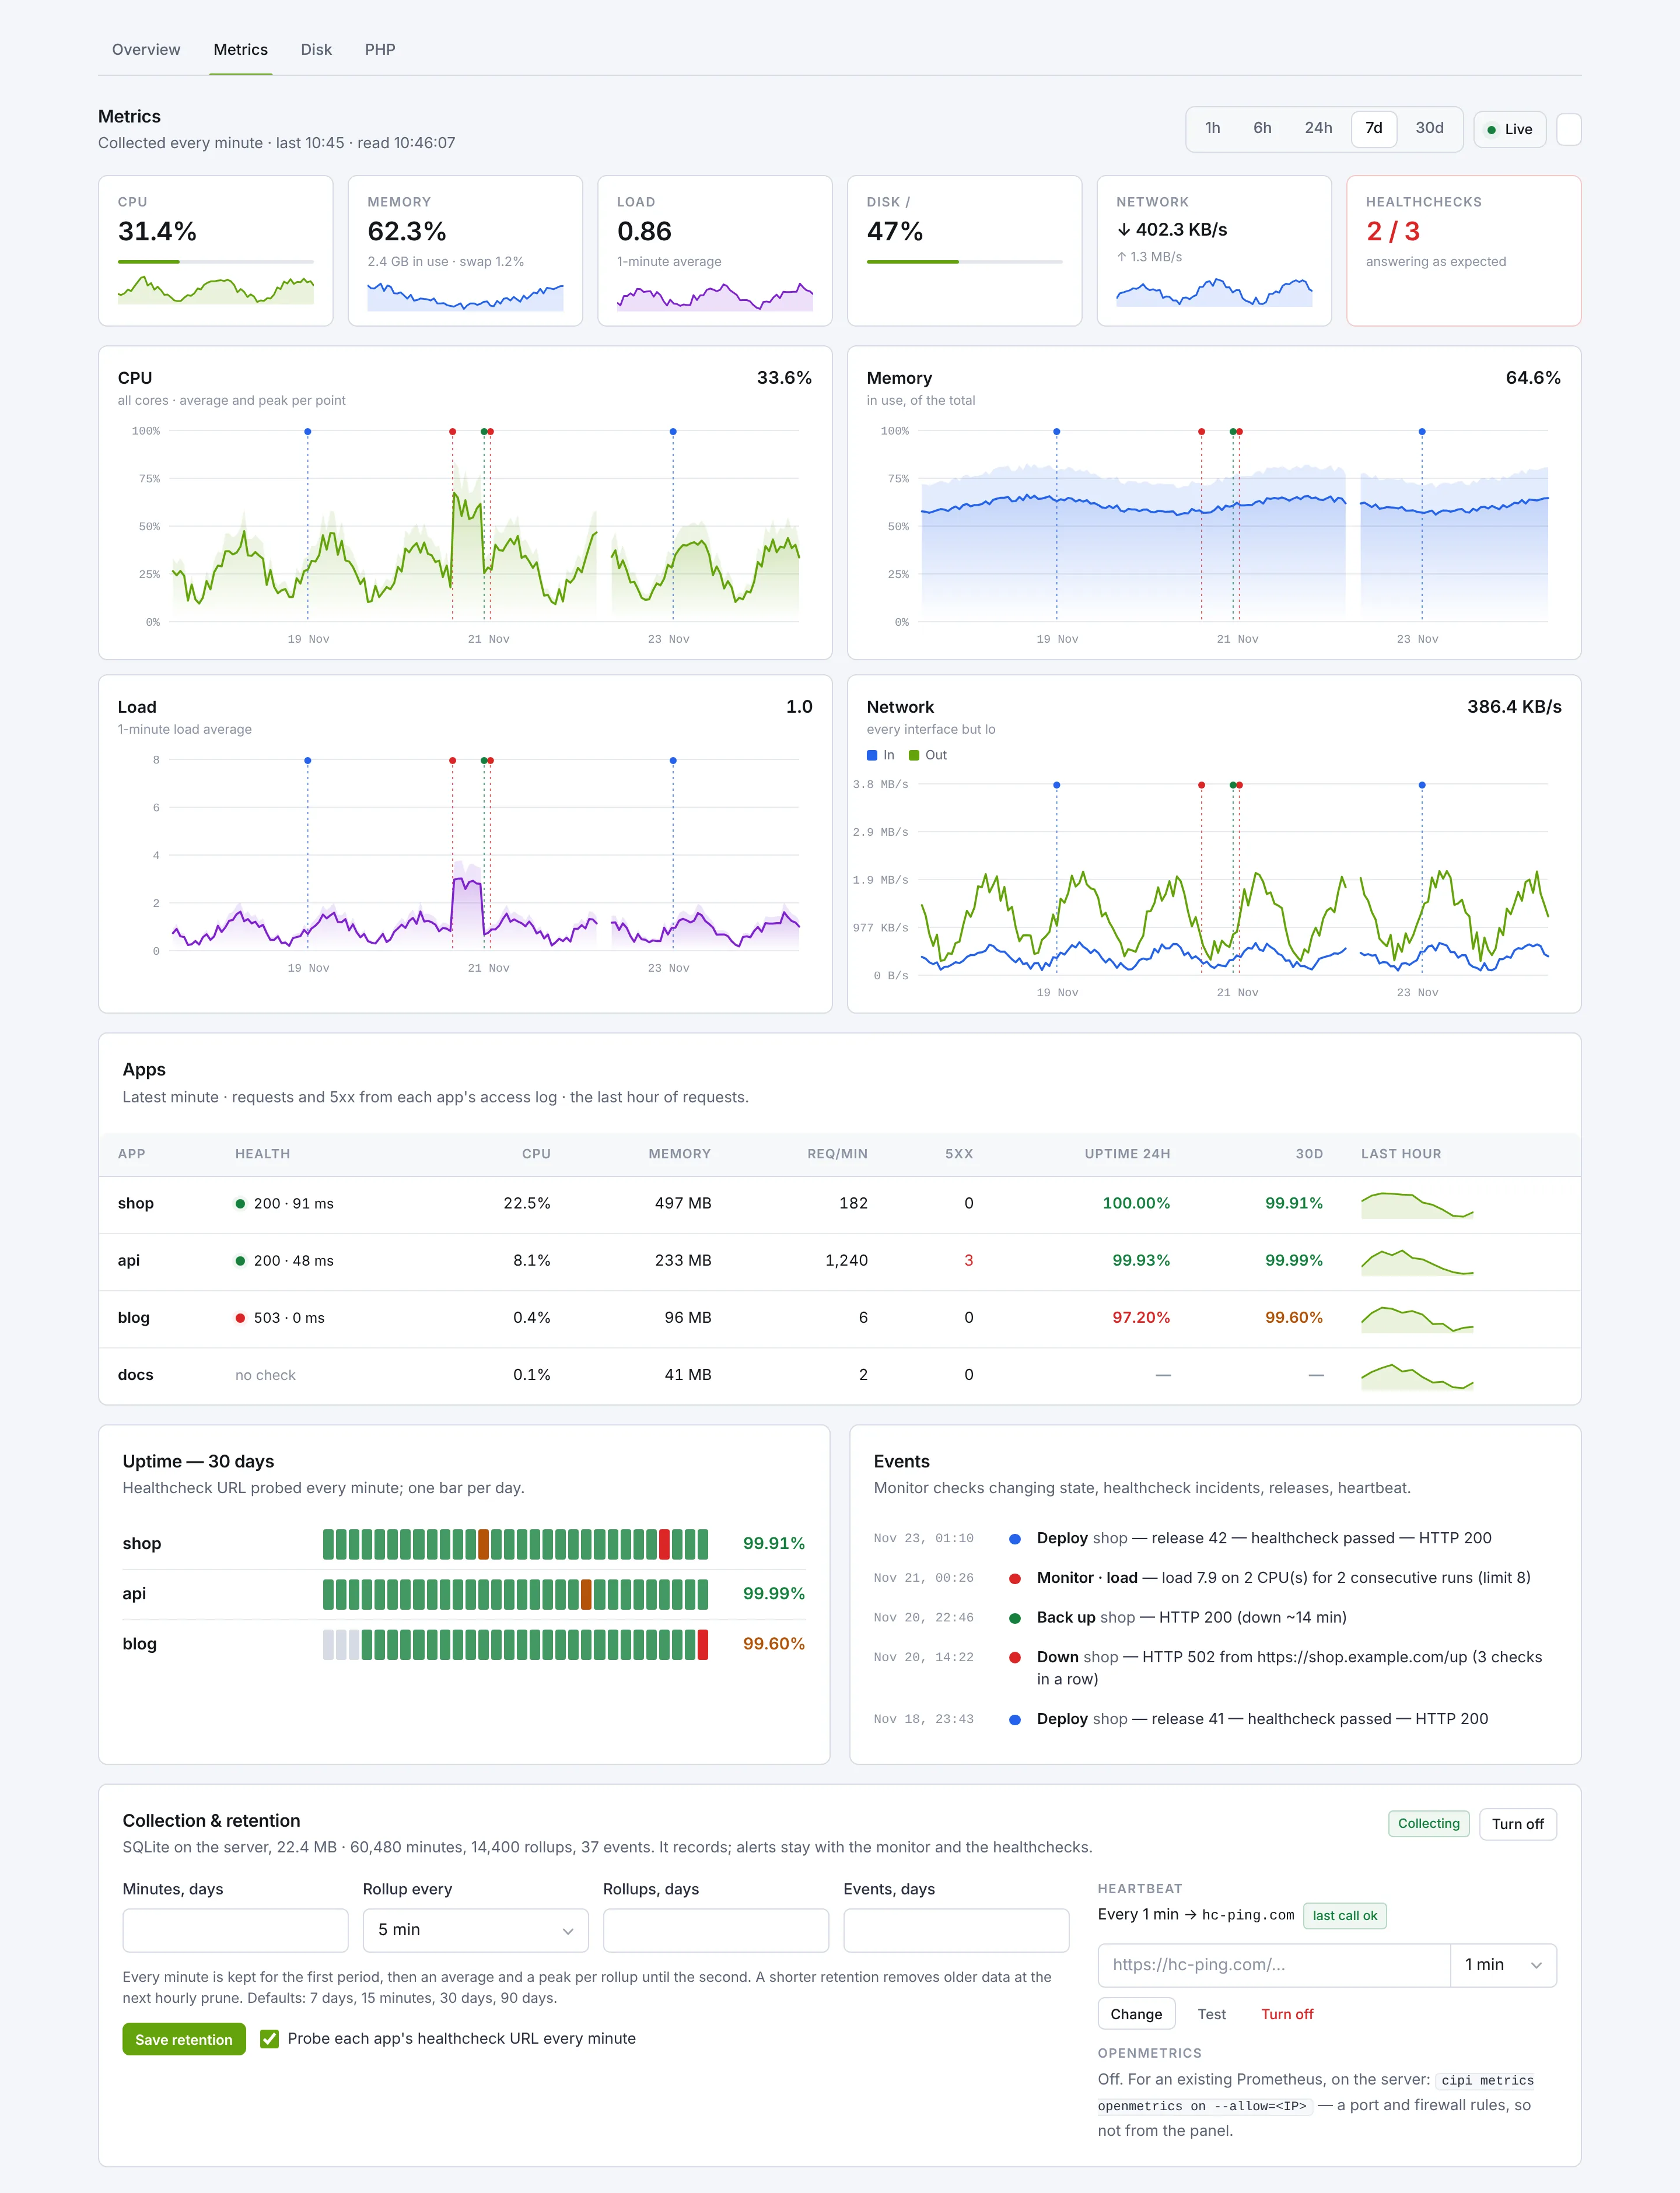 Overview Metrics Disk PHP
Metrics
Collected every minute · last 10:45 · read 10:46:07
1h 6h 24h 7d 30d Live
CPU
31.4%
MEMORY
62.3%
2.4 GB in use · swap 1.2%
LOAD
0.86
1-minute average
DISK /
47%
NETWORK
↓ 402.3 KB/s
↑ 1.3 MB/s
HEALTHCHECKS
2 / 3
answering as expected
CPU 33.6%
all cores · average and peak per point
100%
75%
50%
25%
0%
19 Nov 21 Nov 23 Nov
Memory 64.6%
in use, of the total
100%
75%
50%
25%
0%
19 Nov 21 Nov 23 Nov
Load 1.0
1-minute load average
8
6
4
2
0
19 Nov 21 Nov 23 Nov
Network 386.4 KB/s
every interface but lo
In Out
3.8 MB/s
2.9 MB/s
1.9 MB/s
977 KB/s
0 B/s
19 Nov 21 Nov 23 Nov
Apps
Latest minute · requests and 5xx from each app's access log · the last hour of requests.
APP HEALTH CPU MEMORY REQ/MIN 5XX UPTIME 24H 30D LAST HOUR
shop 200 · 91 ms 22.5% 497 MB 182 0 100.00% 99.91%
api 200 · 48 ms 8.1% 233 MB 1,240 3 99.93% 99.99%
blog 503 · 0 ms 0.4% 96 MB 6 0 97.20% 99.60%
docs no check 0.1% 41 MB 2 0 — —
Uptime — 30 days
Healthcheck URL probed every minute; one bar per day.
shop 99.91%
api 99.99%
blog 99.60%
Events
Monitor checks changing state, healthcheck incidents, releases, heartbeat.
Nov 23, 01:10 Deploy shop — release 42 — healthcheck passed — HTTP 200
Nov 21, 00:26 Monitor · load — load 7.9 on 2 CPU(s) for 2 consecutive runs (limit 8)
Nov 20, 22:46 Back up shop — HTTP 200 (down ~14 min)
Nov 20, 14:22 Down shop — HTTP 502 from https://shop.example.com/up (3 checks
in a row)
Nov 18, 23:43 Deploy shop — release 41 — healthcheck passed — HTTP 200
Collection & retention
SQLite on the server, 22.4 MB · 60,480 minutes, 14,400 rollups, 37 events. It records; alerts stay with the monitor and the healthchecks.
Collecting Turn off
Minutes, days Rollup every Rollups, days Events, days
5 min
Every minute is kept for the first period, then an average and a peak per rollup until the second. A shorter retention removes older data at the
next hourly prune. Defaults: 7 days, 15 minutes, 30 days, 90 days.
Save retention Probe each app's healthcheck URL every minute
HEARTBEAT
Every 1 min → hc-ping.com last call ok
https://hc-ping.com/... 1 min
Change Test Turn off
OPENMETRICS
Off. For an existing Prometheus, on the server: cipi metrics
openmetrics on --allow=<IP> — a port and firewall rules, so
not from the panel.